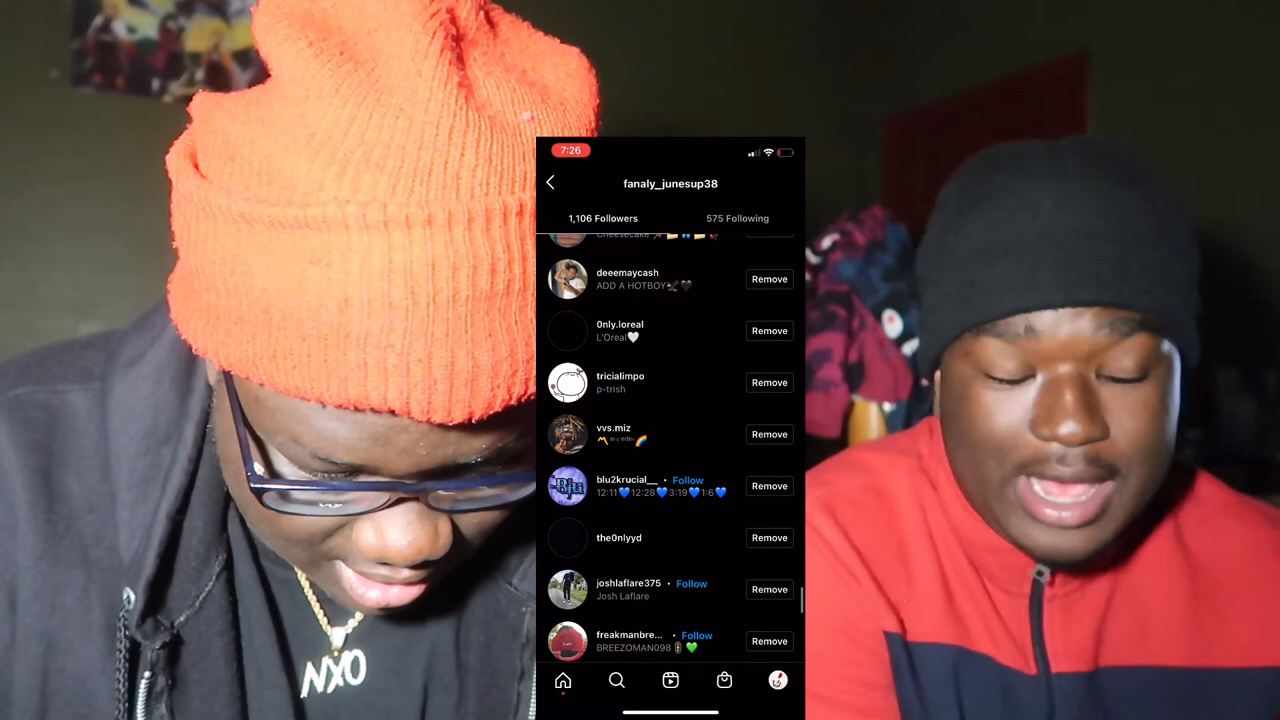 7:26
fanaly_junesup38
1,106 Followers
575 Following
Cheesecake
deeemaycash
ADD A HOTBOY🖤
Remove
0nly.loreal
L'Oreal🤍
Remove
tricialimpo
p-trish
Remove
vvs.miz
Remove
blu2krucial__ • Follow
12:11💙12:28💙3:19💙1:6💙
Remove
Blu
the0nlyyd
Remove
joshlaflare375 • Follow
Josh Laflare
Remove
freakmanbre... • Follow
BREEZOMAN098🚦💚
Remove
NXO